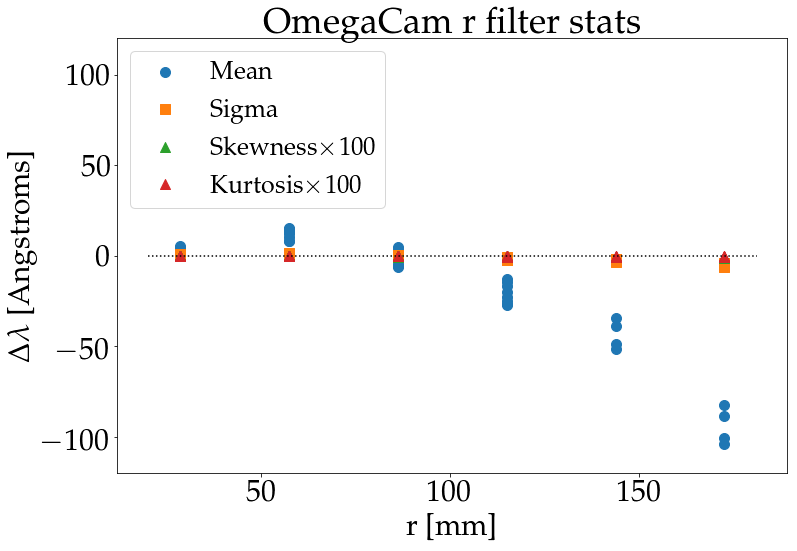 OmegaCam r filter stats
Mean
Sigma
Skewness×100
Kurtosis×100
100
50
0
−50
−100
Δλ [Angstroms]
50 100 150
r [mm]